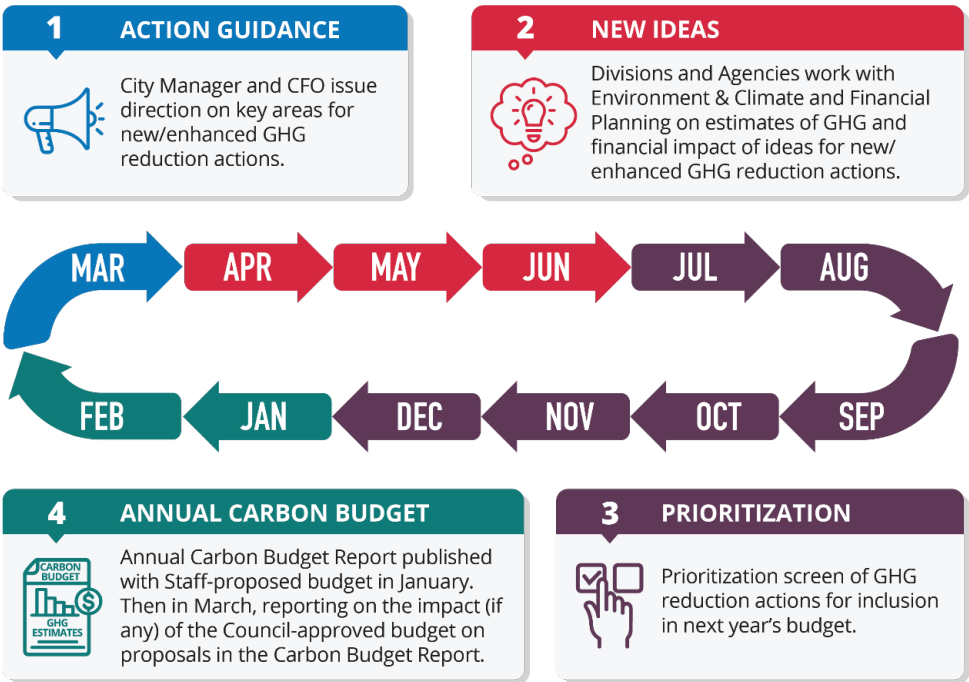 1 ACTION GUIDANCE
City Manager and CFO issue
direction on key areas for
new/enhanced GHG
reduction actions.
2 NEW IDEAS
Divisions and Agencies work with
Environment & Climate and Financial
Planning on estimates of GHG and
financial impact of ideas for new/
enhanced GHG reduction actions.
MAR APR MAY JUN JUL AUG
FEB JAN DEC NOV OCT SEP
4 ANNUAL CARBON BUDGET
CARBON
BUDGET
$
GHG
ESTIMATES
Annual Carbon Budget Report published
with Staff-proposed budget in January.
Then in March, reporting on the impact (if
any) of the Council-approved budget on
proposals in the Carbon Budget Report.
3 PRIORITIZATION
Prioritization screen of GHG
reduction actions for inclusion
in next year’s budget.